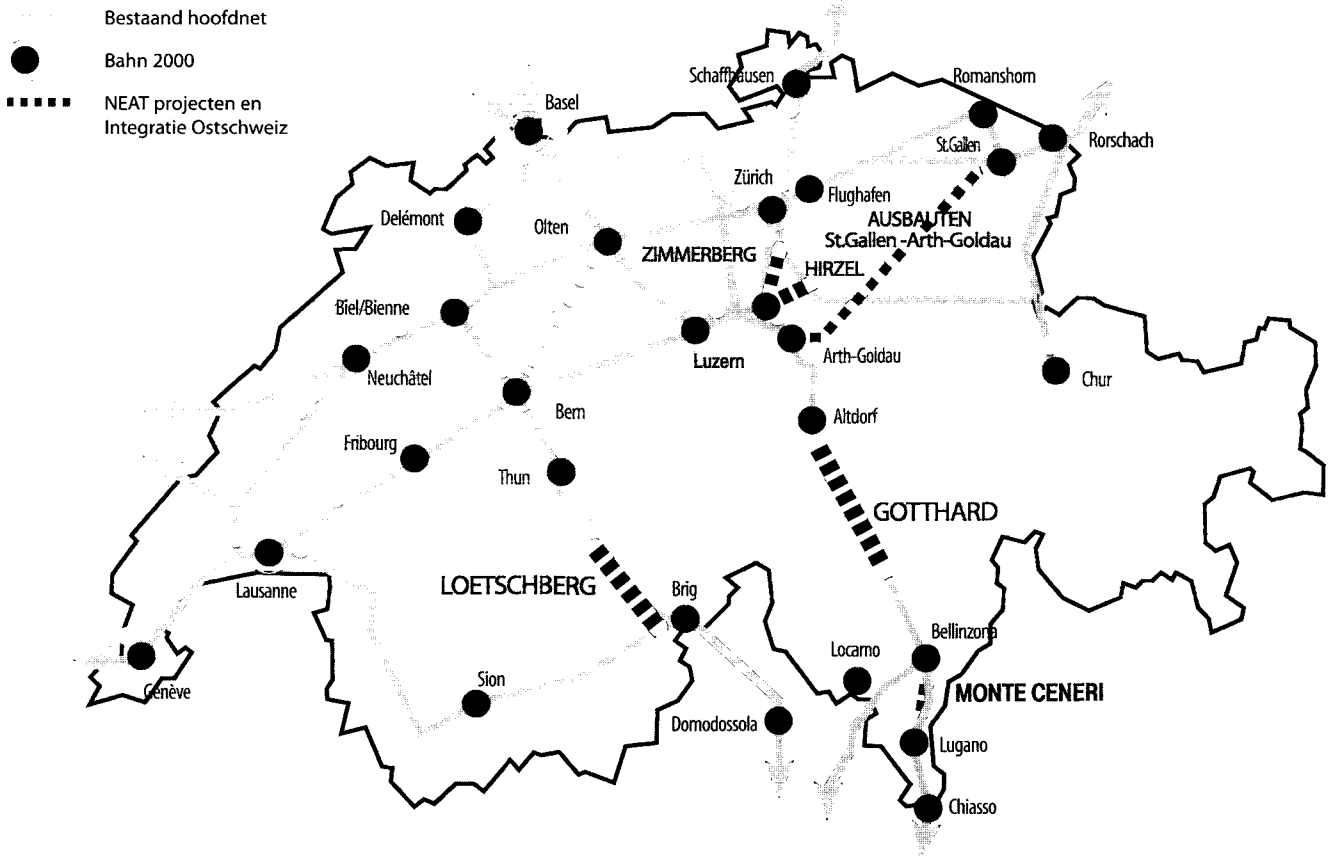 Bestaand hoofdnet
Bahn 2000
NEAT projecten en
Integratie Ostschweiz
Schaffhausen
Romanshorn
Basel
St.Gallen
Rorschach
Zürich
Flughafen
Delémont
Olten
AUSBAUTEN
St.Gallen -Arth-Goldau
ZIMMERBERG
HIRZEL
Biel/Bienne
Luzern
Arth-Goldau
Neuchâtel
Chur
Bern
Altdorf
Fribourg
Thun
GOTTHARD
LOETSCHBERG
Lausanne
Brig
Bellinzona
Locarno
Genève
Sion
MONTE CENERI
Domodossola
Lugano
Chiasso